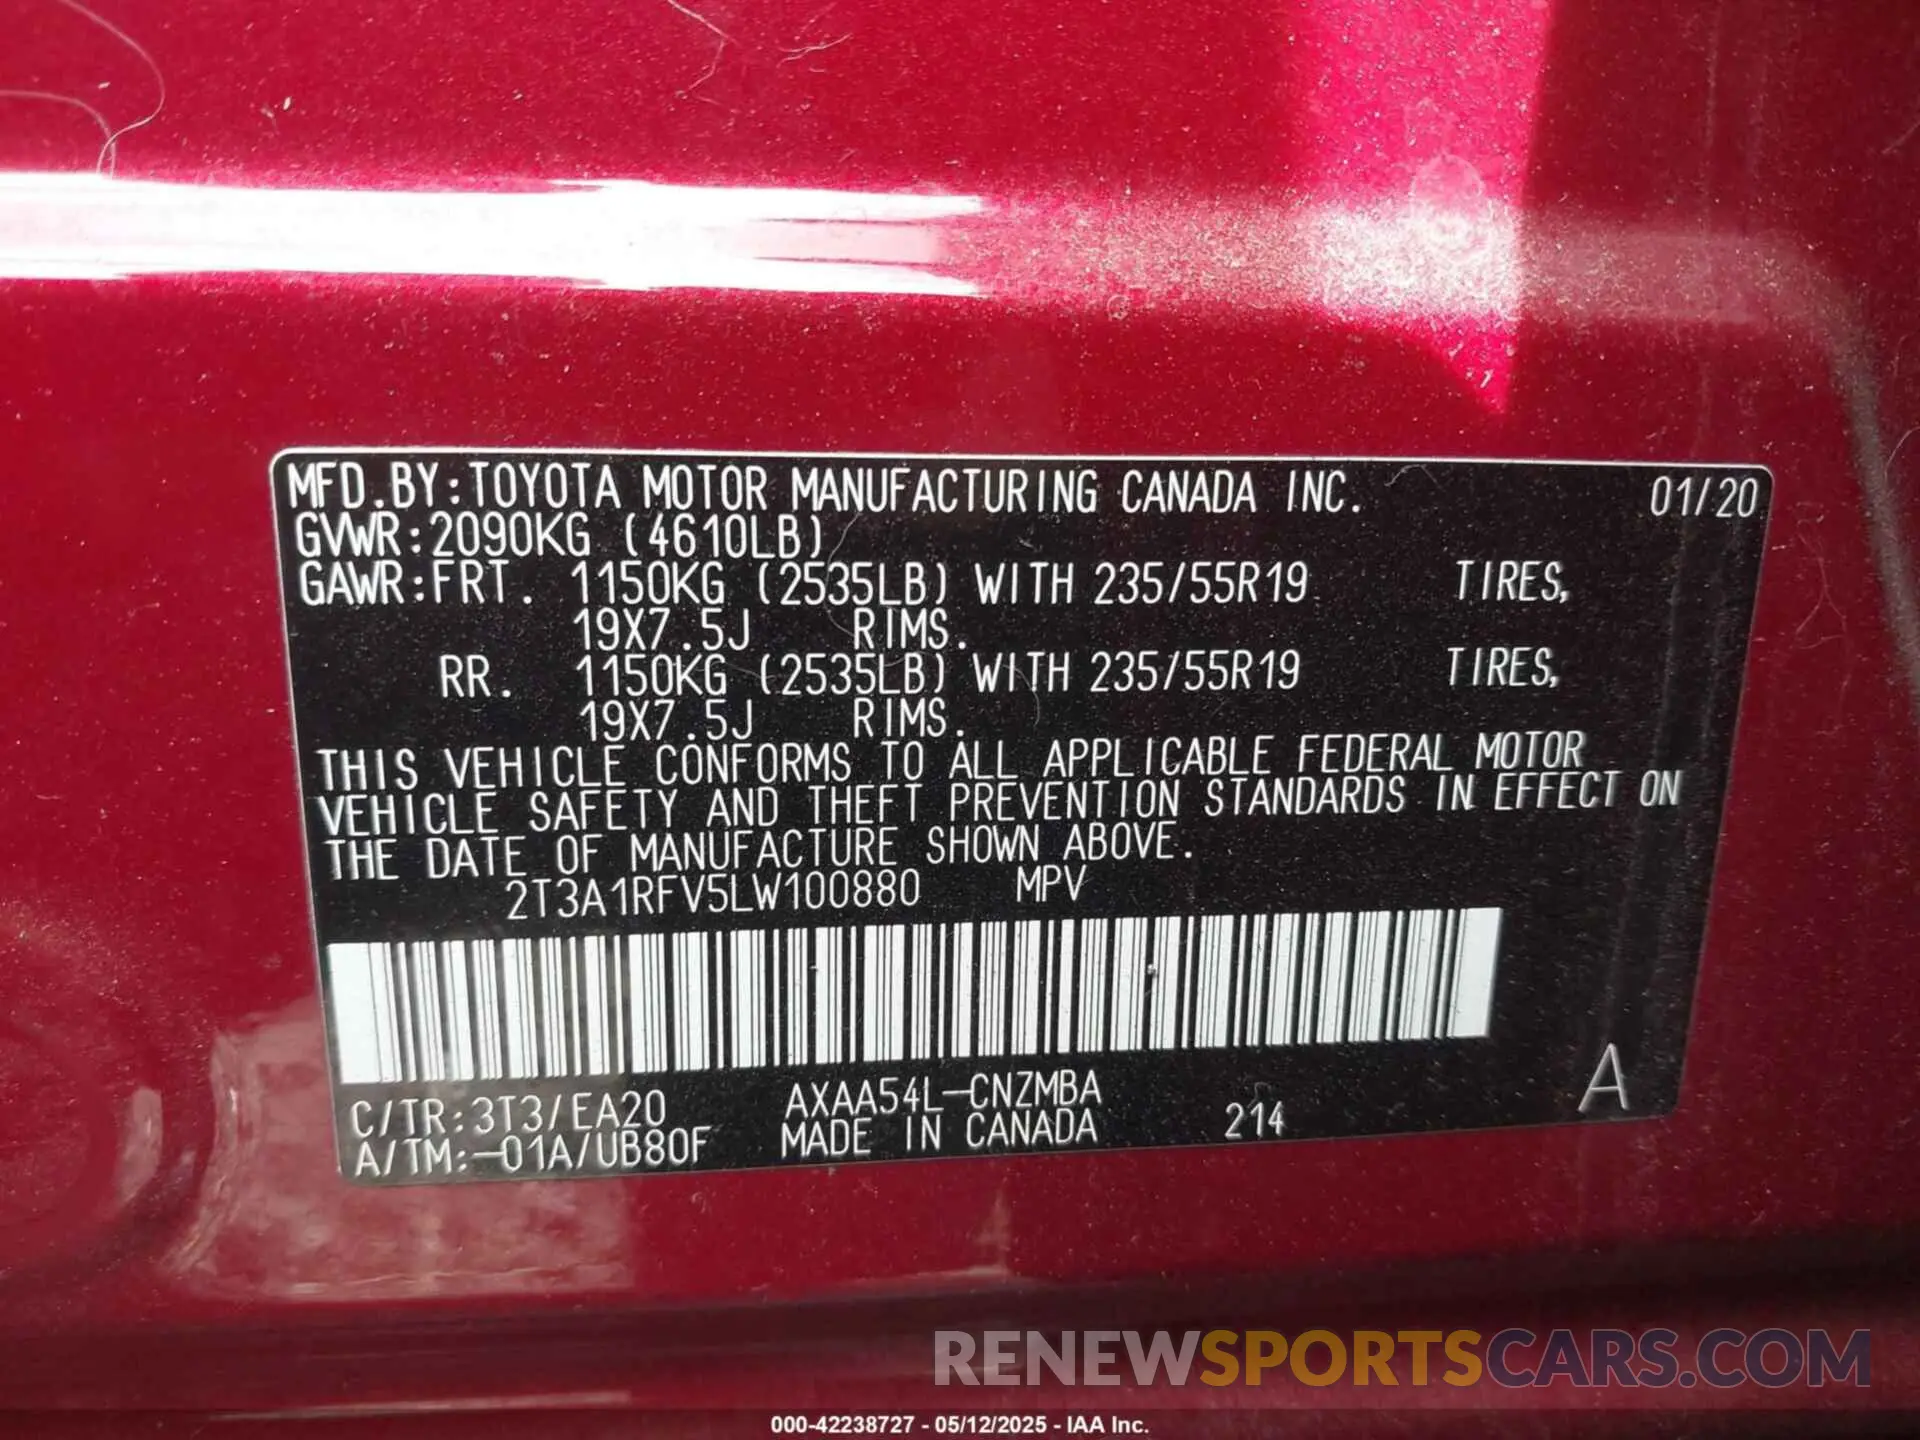 MFD.BY:TOYOTA MOTOR MANUFACTURING CANADA INC. 01/20
GVWR:2090KG (4610LB)
GAWR:FRT. 1150KG (2535LB) WITH 235/55R19 TIRES,
19X7.5J RIMS.
RR. 1150KG (2535LB) WITH 235/55R19 TIRES,
19X7.5J RIMS.
THIS VEHICLE CONFORMS TO ALL APPLICABLE FEDERAL MOTOR
VEHICLE SAFETY AND THEFT PREVENTION STANDARDS IN EFFECT ON
THE DATE OF MANUFACTURE SHOWN ABOVE.
2T3A1RFV5LW100880 MPV
C/TR:3T3/EA20 AXAA54L-CNZMBA A
A/TM:-01A/UB80F MADE IN CANADA 214
RENEWSPORTSCARS.COM
000-42238727 - 05/12/2025 - IAA Inc.